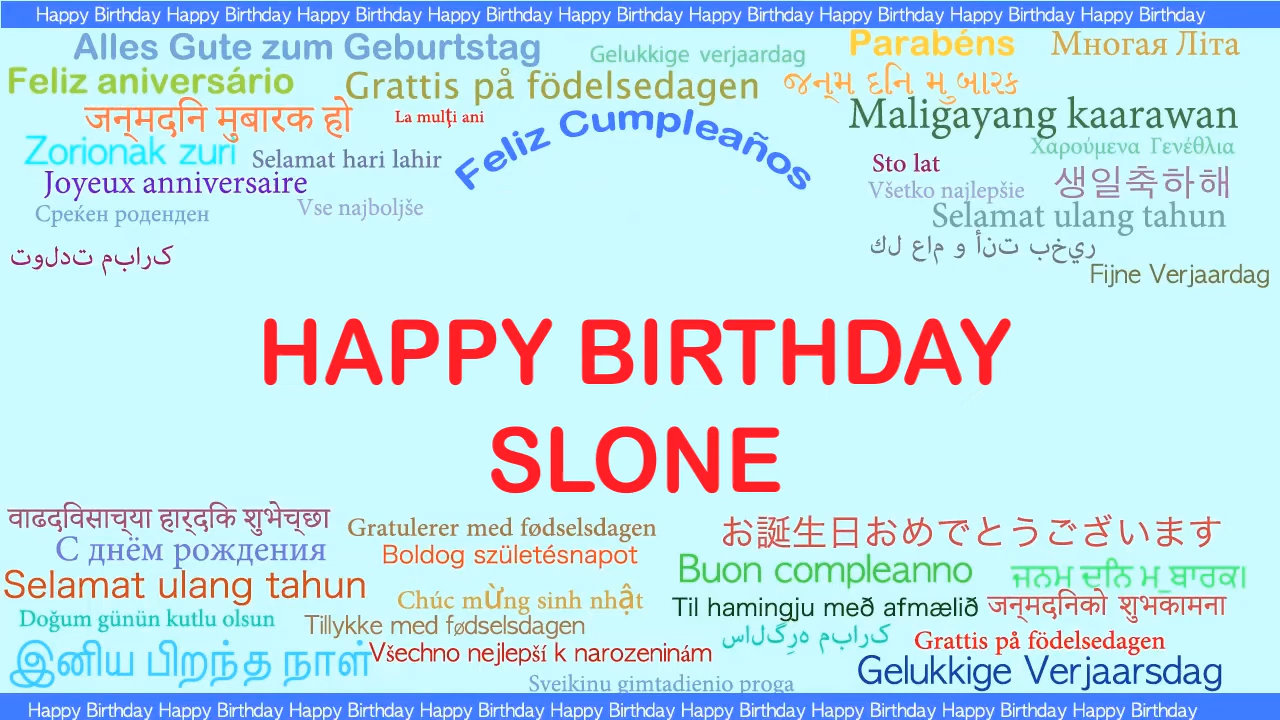 Happy Birthday Happy Birthday Happy Birthday Happy Birthday Happy Birthday Happy Birthday Happy Birthday Happy Birthday Happy Birthday
Alles Gute zum Geburtstag
Gelukkige verjaardag
Parabéns
Многая Літа
Feliz aniversário
Grattis på födelsedagen
જન્મ દિન મુબારક
जन्मदिन मुबारक हो
La mulţi ani
Feliz Cumpleaños
Maligayang kaarawan
Zorionak zuri
Selamat hari lahir
Sto lat
Χαρούμενα Γενέθλια
Joyeux anniversaire
Všetko najlepšie
생일축하해
Среќен роденден
Vse najboljše
Selamat ulang tahun
تولدت مبارک
كل عام و أنت بخير
Fijne Verjaardag
HAPPY BIRTHDAY
SLONE
वाढदिवसाच्या हार्दिक शुभेच्छा
Gratulerer med fødselsdagen
お誕生日おめでとうございます
С днём рождения
Boldog születésnapot
Buon compleanno
ਜਨਮ ਦਿਨ ਮੁਬਾਰਕ।
Selamat ulang tahun
Chúc mừng sinh nhật
Til hamingju með afmælið
जन्मदिनको शुभकामना
Doğum günün kutlu olsun
Tillykke med fødselsdagen
سالگرِہ مبارک
Grattis på födelsedagen
இனிய பிறந்த நாள்
Všechno nejlepší k narozeninám
Gelukkige Verjaarsdag
Sveikinu gimtadienio proga
Happy Birthday Happy Birthday Happy Birthday Happy Birthday Happy Birthday Happy Birthday Happy Birthday Happy Birthday Happy Birthday